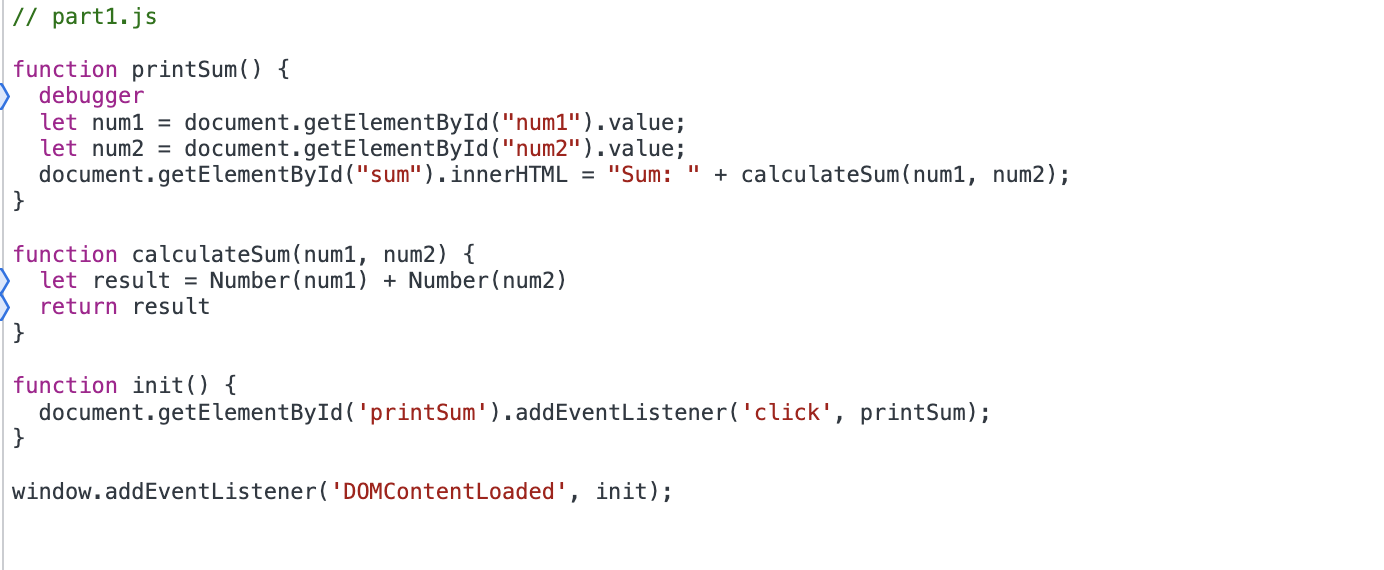 // part1.js
function printSum() {
  debugger
  let num1 = document.getElementById("num1").value;
  let num2 = document.getElementById("num2").value;
  document.getElementById("sum").innerHTML = "Sum: " + calculateSum(num1, num2);
}
function calculateSum(num1, num2) {
  let result = Number(num1) + Number(num2)
  return result
}
function init() {
  document.getElementById('printSum').addEventListener('click', printSum);
}
window.addEventListener('DOMContentLoaded', init);